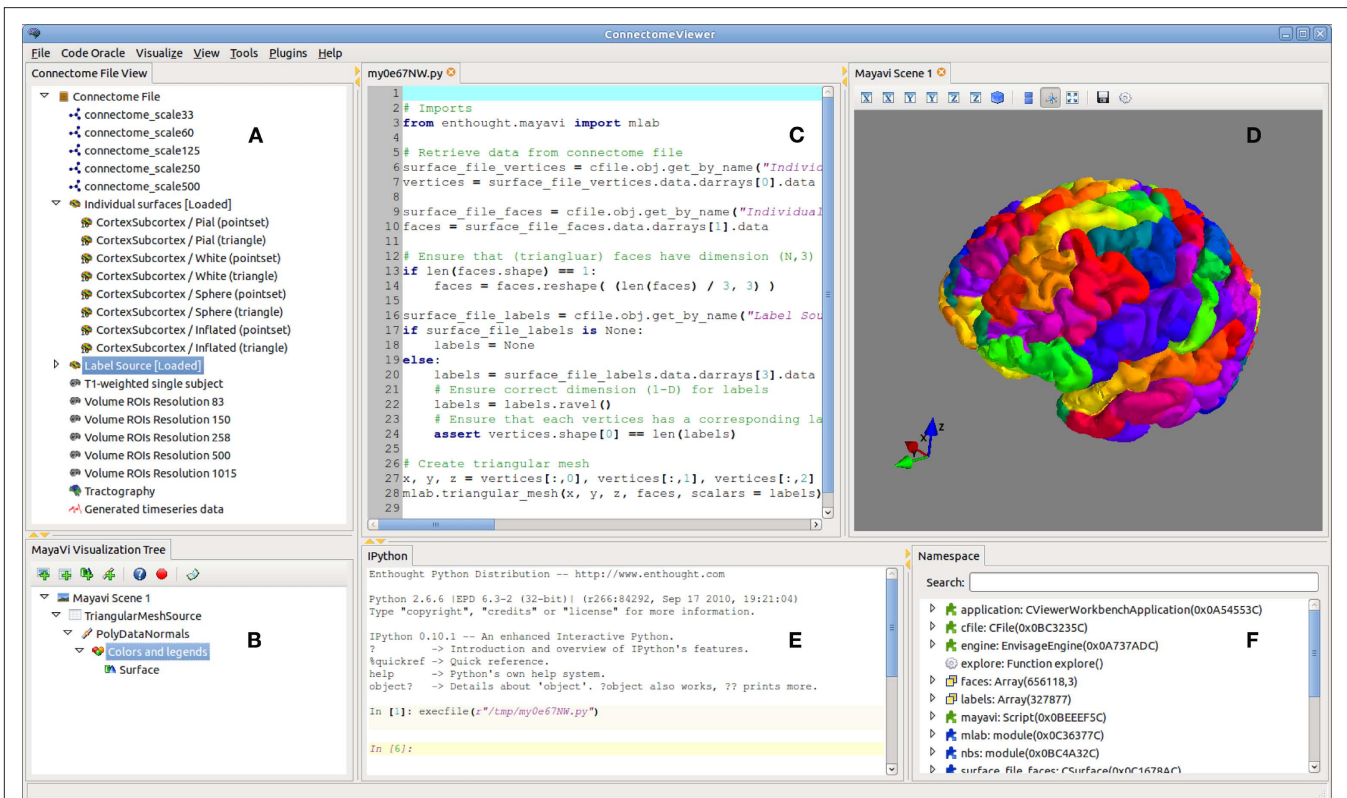 ConnectomeViewer
File Code Oracle Visualize View Tools Plugins Help
Connectome File View
Connectome File
connectome_scale33
connectome_scale60
connectome_scale125
connectome_scale250
connectome_scale500
Individual surfaces [Loaded]
CortexSubcortex / Pial (pointset)
CortexSubcortex / Pial (triangle)
CortexSubcortex / White (pointset)
CortexSubcortex / White (triangle)
CortexSubcortex / Sphere (pointset)
CortexSubcortex / Sphere (triangle)
CortexSubcortex / Inflated (pointset)
CortexSubcortex / Inflated (triangle)
Label Source [Loaded]
T1-weighted single subject
Volume ROIs Resolution 83
Volume ROIs Resolution 150
Volume ROIs Resolution 258
Volume ROIs Resolution 500
Volume ROIs Resolution 1015
Tractography
Generated timeseries data
A
MayaVi Visualization Tree
Mayavi Scene 1
TriangularMeshSource
PolyDataNormals
Colors and legends
Surface
B
my0e67NW.py
1
2 # Imports
3 from enthought.mayavi import mlab
4
5 # Retrieve data from connectome file
6 surface_file_vertices = cfile.obj.get_by_name("Individ
7 vertices = surface_file_vertices.data.darrays[0].data
8
9 surface_file_faces = cfile.obj.get_by_name("Individual
10 faces = surface_file_faces.data.darrays[1].data
11
12 # Ensure that (triangluar) faces have dimension (N,3)
13 if len(faces.shape) == 1:
14 faces = faces.reshape( (len(faces) / 3, 3) )
15
16 surface_file_labels = cfile.obj.get_by_name("Label Sou
17 if surface_file_labels is None:
18 labels = None
19 else:
20 labels = surface_file_labels.data.darrays[3].data
21 # Ensure correct dimension (1-D) for labels
22 labels = labels.ravel()
23 # Ensure that each vertices has a corresponding la
24 assert vertices.shape[0] == len(labels)
25
26 # Create triangular mesh
27 x, y, z = vertices[:,0], vertices[:,1], vertices[:,2]
28 mlab.triangular_mesh(x, y, z, faces, scalars = labels)
29
C
Mayavi Scene 1
X X Y Y Z Z
D
x
z
IPython
Enthought Python Distribution -- http://www.enthought.com
Python 2.6.6 |EPD 6.3-2 (32-bit)| (r266:84292, Sep 17 2010, 19:21:04)
Type "copyright", "credits" or "license" for more information.
IPython 0.10.1 -- An enhanced Interactive Python.
? -> Introduction and overview of IPython's features.
%quickref -> Quick reference.
help -> Python's own help system.
object? -> Details about 'object'. ?object also works, ?? prints more.
In [1]: execfile(r"/tmp/my0e67NW.py")
In [6]:
E
Namespace
Search:
application: CViewerWorkbenchApplication(0x0A54553C)
cfile: CFile(0x0BC3235C)
engine: EnvisageEngine(0x0A737ADC)
explore: Function explore()
faces: Array(656118,3)
labels: Array(327877)
mayavi: Script(0x0BEEEF5C)
mlab: module(0x0C36377C)
nbs: module(0x0BC4A32C)
surface_file_faces: CSurface(0x0C1678AC)
F